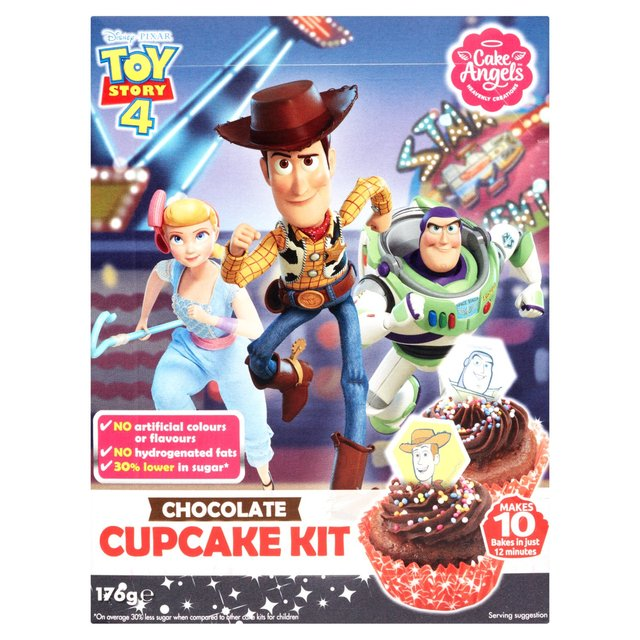 Disney · PIXAR
TOY
STORY
4
Cake
Angels
HEAVENLY CREATIONS
✓ NO artificial colours
or flavours
✓ NO hydrogenated fats
✓ 30% lower in sugar*
CHOCOLATE
CUPCAKE KIT
MAKES
10
Bakes in just
12 minutes
176g℮
*On average 30% less sugar when compared to other cake kits for children
Serving suggestion